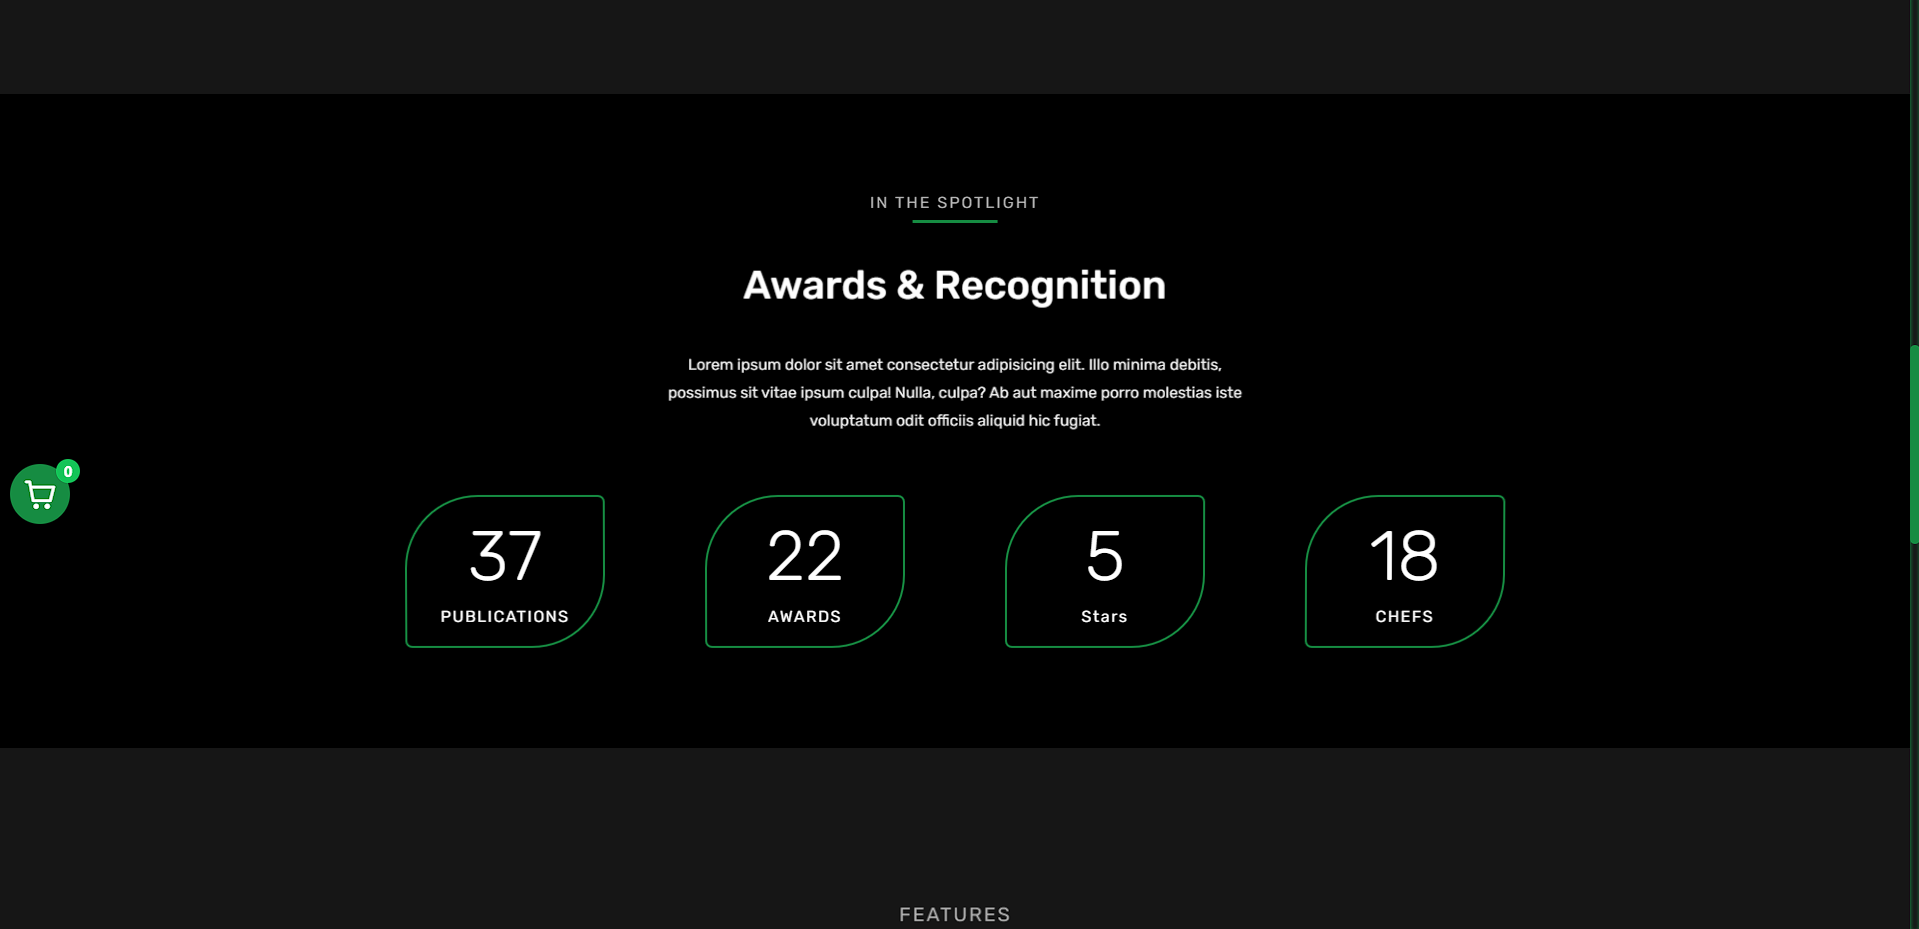 IN THE SPOTLIGHT
Awards & Recognition
Lorem ipsum dolor sit amet consectetur adipisicing elit. Illo minima debitis,
possimus sit vitae ipsum culpa! Nulla, culpa? Ab aut maxime porro molestias iste
voluptatum odit officiis aliquid hic fugiat.
0
37
PUBLICATIONS
22
AWARDS
5
Stars
18
CHEFS
FEATURES